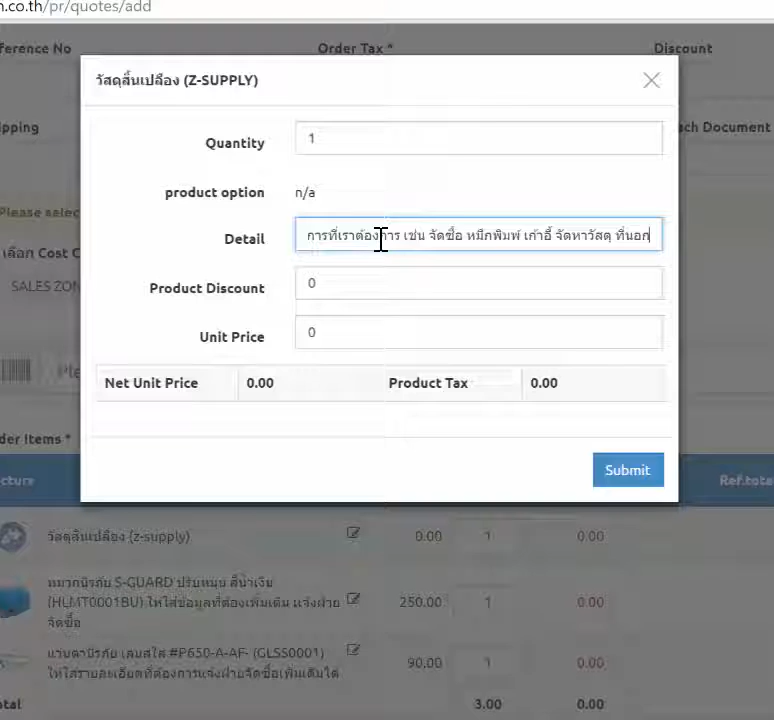 n.co.th/pr/quotes/add
ference No Order Tax * Discount
วัสดุสิ้นเปลือง (Z-SUPPLY)
pping ch Document
Quantity 1
product option n/a
Please selec
Detail การที่เราต้องการ เช่น จัดซื้อ หมึกพิมพ์ เก้าอี้ จัดหาวัสดุ ที่นอก
เลือก Cost C
SALES ZON
Product Discount 0
Unit Price 0
Ple
Net Unit Price 0.00 Product Tax 0.00
der Items *
Submit
cture Ref.tota
วัสดุสิ้นเปลือง (z-supply) 0.00 1 0.00
หมวกนิรภัย S-GUARD ปรับหมุน สีน้ำเงิน
(HLMT0001BU) ให้ใส่ข้อมูลที่ต้องเพิ่มเติม แจ้งฝ่าย 250.00 1 0.00
จัดซื้อ
แว่นตานิรภัย เลนส์ใส #P650-A-AF- (GLSS0001) 90.00 1 0.00
ให้ใส่รายละเอียดที่ต้องการแจ้งฝ่ายจัดซื้อเพิ่มเติมได้
otal 3.00 0.00